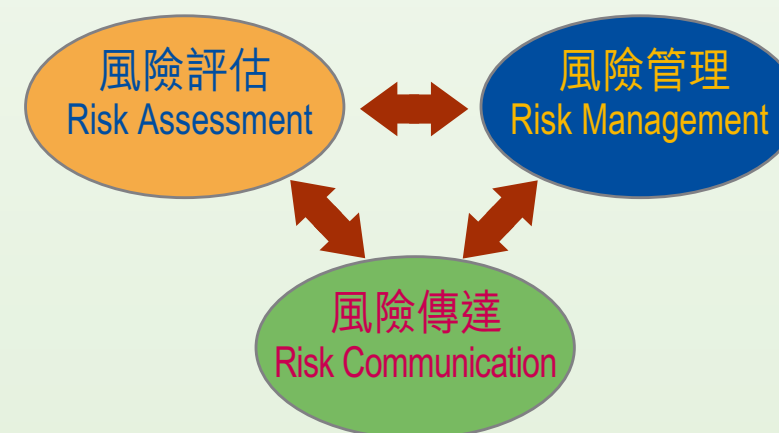 風險評估
Risk Assessment
風險管理
Risk Management
風險傳達
Risk Communication